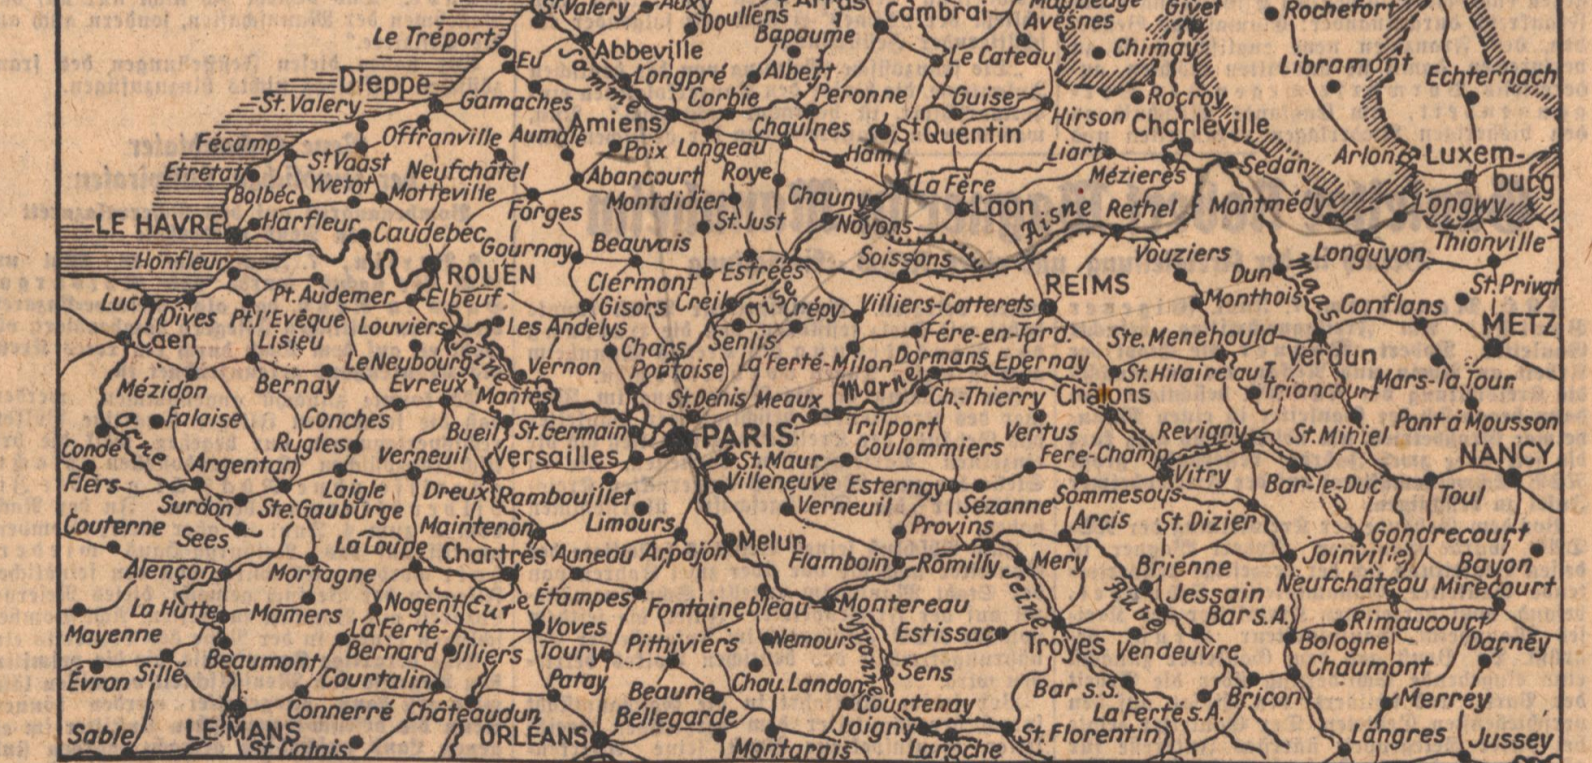 St.Valery
Auxy
Doullens
Arras
Cambrai
Maubeuge
Avesnes
Givet
Rochefort
Le Tréport
Eu
Abbeville
Bapaume
Le Cateau
Chimay
Libramont
Echternach
Dieppe
Somme
Longpré
Albert
Peronne
Guise
Rocroy
St.Valery
Gamaches
Corbie
Hirson
Charleville
Fécamp
Offranville
Aumale
Amiens
Chaulnes
St.Quentin
Etretat
St Vaast
Neufchâtel
Poix
Longeau
Ham
Liart
Sedan
Arlon
Luxem-
burg
Bolbéc
Yvetot
Motteville
Abancourt
Roye
La Fère
Mézieres
LE HAVRE
Harfleur
Caudebec
Forges
Montdidier
Chauny
Laon
Aisne
Rethel
Montmédy
Longwy
St.Just
Noyons
Honfleur
Gournay
Beauvais
Soissons
Vouziers
Longuyon
Thionville
ROUEN
Clermont
Estrées
REIMS
Dun
Maas
St.Privat
Luc
Dives
Pt.Audemer
Elbeuf
Gisors
Creil
Oise
Crépy
Villiers-Cotterets
Monthois
Conflans
METZ
Pt l'Evêque
Louviers
Les Andelys
Senlis
Fére-en-Tard.
Ste.Menehould
Caen
Lisieu
Le Neubourg
Seine
Vernon
Chars
Pontoise
La Ferté-Milon
Dormans
Epernay
Verdun
Mézidon
Bernay
Evreux
Mantes
St.Denis
Meaux
Marne
Ch-Thierry
Châlons
St.Hilaire au T.
Triancourt
Mars-la Tour
Orne
Falaise
Conches
Bueil
St.Germain
PARIS
Trilport
Vertus
Revigny
St.Mihiel
Pont à Mousson
Condé
Rugles
Verneuil
Versailles
St.Maur
Coulommiers
Fere-Champ.
Vitry
NANCY
Flers
Argentan
Laigle
Dreux
Rambouillet
Villeneuve
Esternay
Sézanne
Sommesous
Bar-le-Duc
Toul
Surdon
Ste.Gauburge
Limours
Verneuil
Couterne
Sees
Maintenon
Provins
Arcis
St.Dizier
Gondrecourt
La Loupe
Chartres
Auneau
Arpajon
Melun
Flamboin
Romilly
Mery
Brienne
Joinville
Bayon
Alençon
Mortagne
Neufchâteau
Mirecourt
La Hutte
Mamers
Nogent
Eure
Étampes
Fontainebleau
Montereau
Seine
Aube
Jessain
Bar s.A.
Rimaucourt
Mayenne
La Ferté-
Bernard
Voves
Yvanne
Estissac
Troyes
Vendeuvre
Bologne
Darney
Beaumont
Jlliers
Toury
Pithiviers
Nemours
Évron
Sillé
Courtalin
Patay
Beaune
Chau.Landon
Sens
Bar s.S.
Chaumont
Bricon
Merrey
Sable
LE MANS
Connerré
Châteaudun
ORLÉANS
Bellegarde
Courtenay
La Ferté s.A.
St Calais
Montarais
Joigny
Laroche
St.Florentin
Langres
Jussey